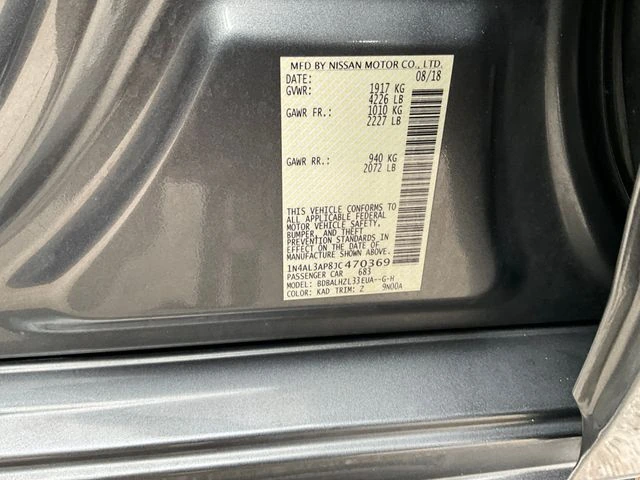 MFD BY NISSAN MOTOR CO., LTD.
DATE: 08/18
GVWR: 1917 KG
4226 LB
GAWR FR.: 1010 KG
2227 LB
GAWR RR.: 940 KG
2072 LB
THIS VEHICLE CONFORMS TO
ALL APPLICABLE FEDERAL
MOTOR VEHICLE SAFETY,
BUMPER, AND THEFT
PREVENTION STANDARDS IN
EFFECT ON THE DATE OF
MANUFACTURE SHOWN ABOVE.
1N4AL3AP8JC470369
PASSENGER CAR 683
MODEL: BDBALHZL33EUA--G-H
COLOR: KAD TRIM: Z 9N00A